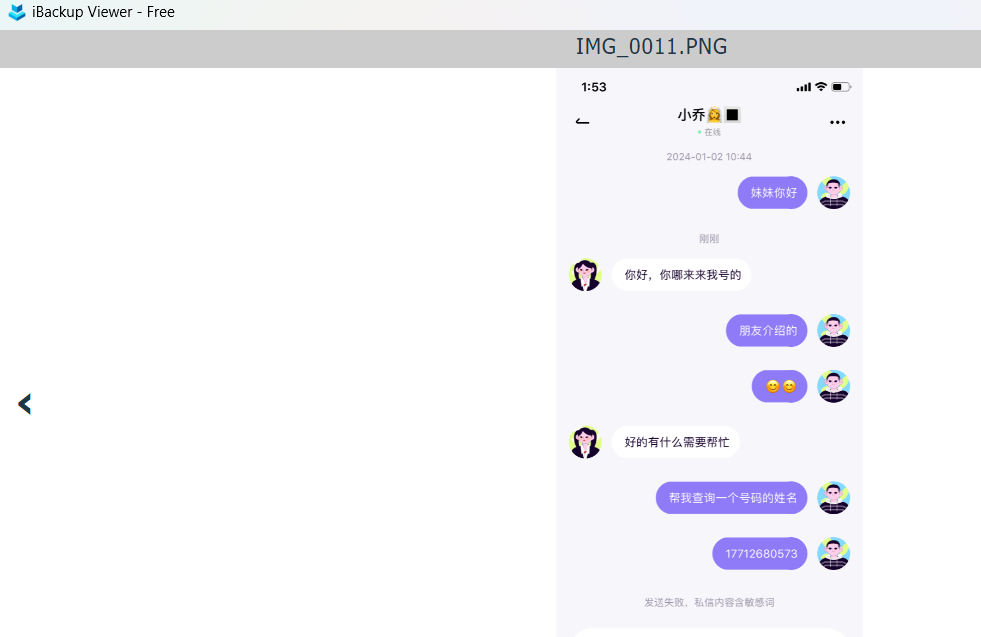 iBackup Viewer - Free
IMG_0011.PNG
1:53
小乔👩‍❤️‍👨🔲
在线
2024-01-02 10:44
妹妹你好
刚刚
你好，你哪来来我号的
朋友介绍的
😊😊
好的有什么需要帮忙
帮我查询一个号码的姓名
17712680573
发送失败，私信内容含敏感词